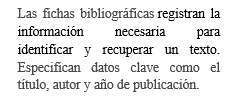 Las fichas bibliográficas registran la
información necesaria para
identificar y recuperar un texto.
Especifican datos clave como el
título, autor y año de publicación.